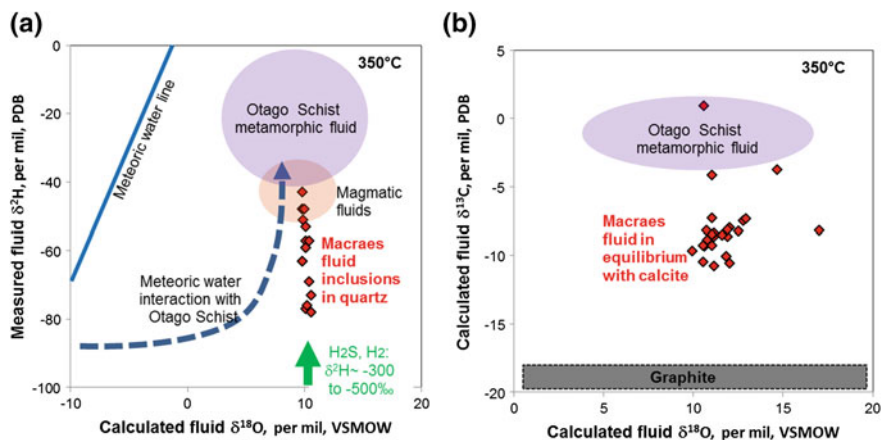 (a)
0
-20
-40
-60
-80
-100
-10
0
10
20
Measured fluid δ²H, per mil, PDB
Calculated fluid δ¹⁸O, per mil, VSMOW
350°C
Meteoric water line
Otago Schist
metamorphic fluid
Magmatic
fluids
Macraes
fluid
inclusions
in quartz
Meteoric water
interaction with
Otago Schist
H2S, H2:
δ²H~ -300
to -500‰
(b)
5
0
-5
-10
-15
-20
0
5
10
15
20
Calculated fluid δ¹³C, per mil, PDB
Calculated fluid δ¹⁸O, per mil, VSMOW
350°C
Otago Schist
metamorphic fluid
Macraes
fluid in
equilibrium
with calcite
Graphite